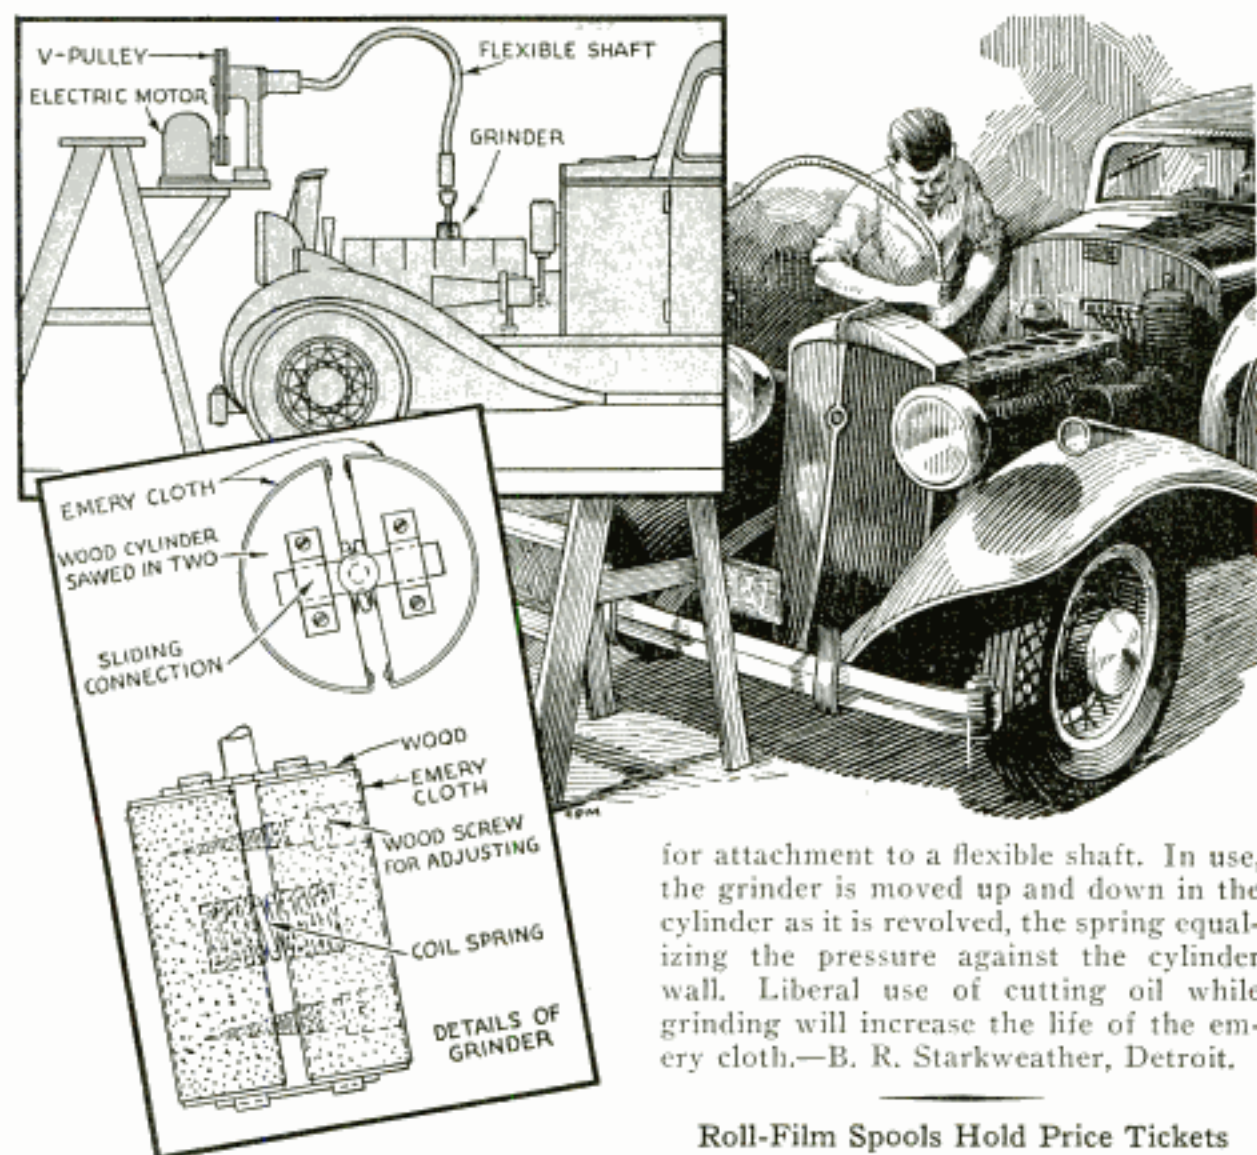 V-PULLEY
ELECTRIC MOTOR
FLEXIBLE SHAFT
GRINDER
EMERY CLOTH
WOOD CYLINDER
SAWED IN TWO
SLIDING
CONNECTION
WOOD
EMERY
CLOTH
WOOD SCREW
FOR ADJUSTING
COIL SPRING
DETAILS OF
GRINDER
for attachment to a flexible shaft. In use,
the grinder is moved up and down in the
cylinder as it is revolved, the spring equal-
izing the pressure against the cylinder
wall. Liberal use of cutting oil while
grinding will increase the life of the em-
ery cloth.—B. R. Starkweather, Detroit.
Roll-Film Spools Hold Price Tickets